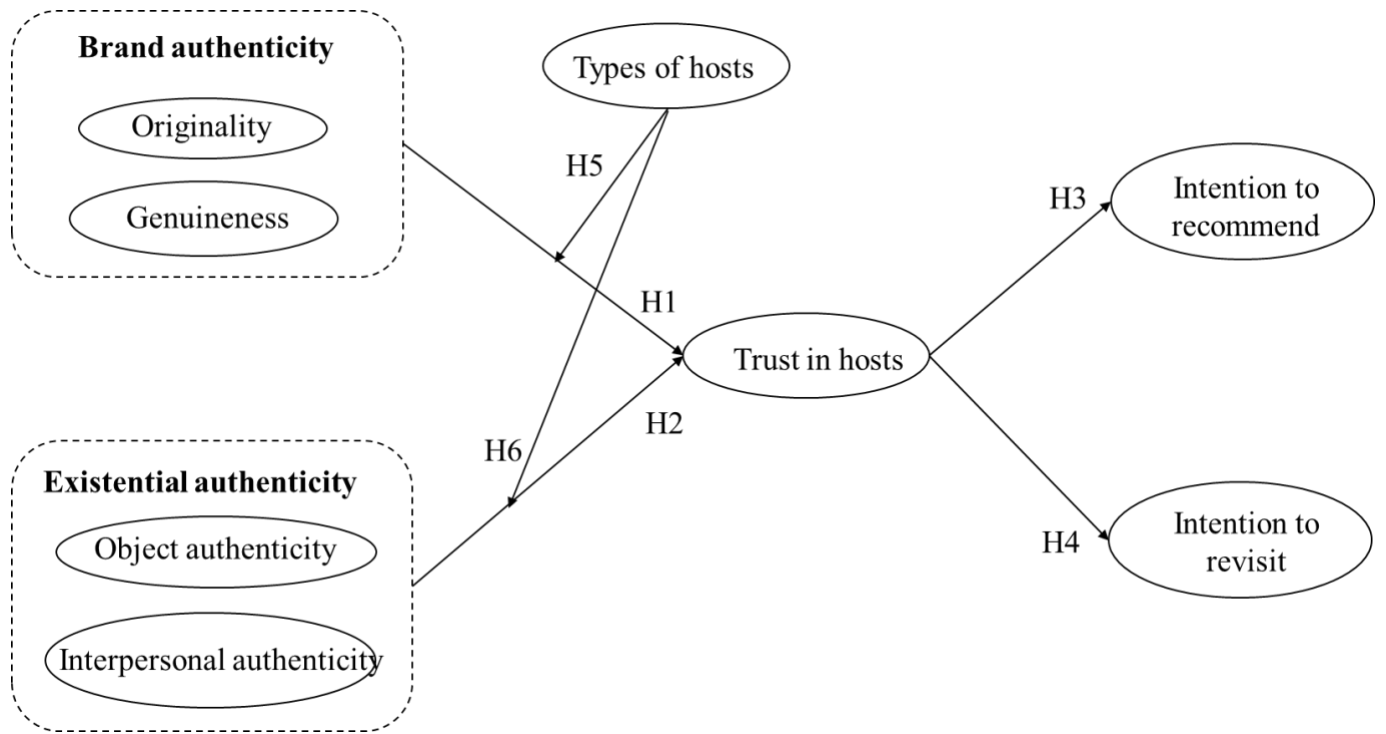 Brand authenticity
Originality
Genuineness
Types of hosts
H5
H1
H6
H2
Trust in hosts
H3
Intention to
recommend
H4
Intention to
revisit
Existential authenticity
Object authenticity
Interpersonal authenticity